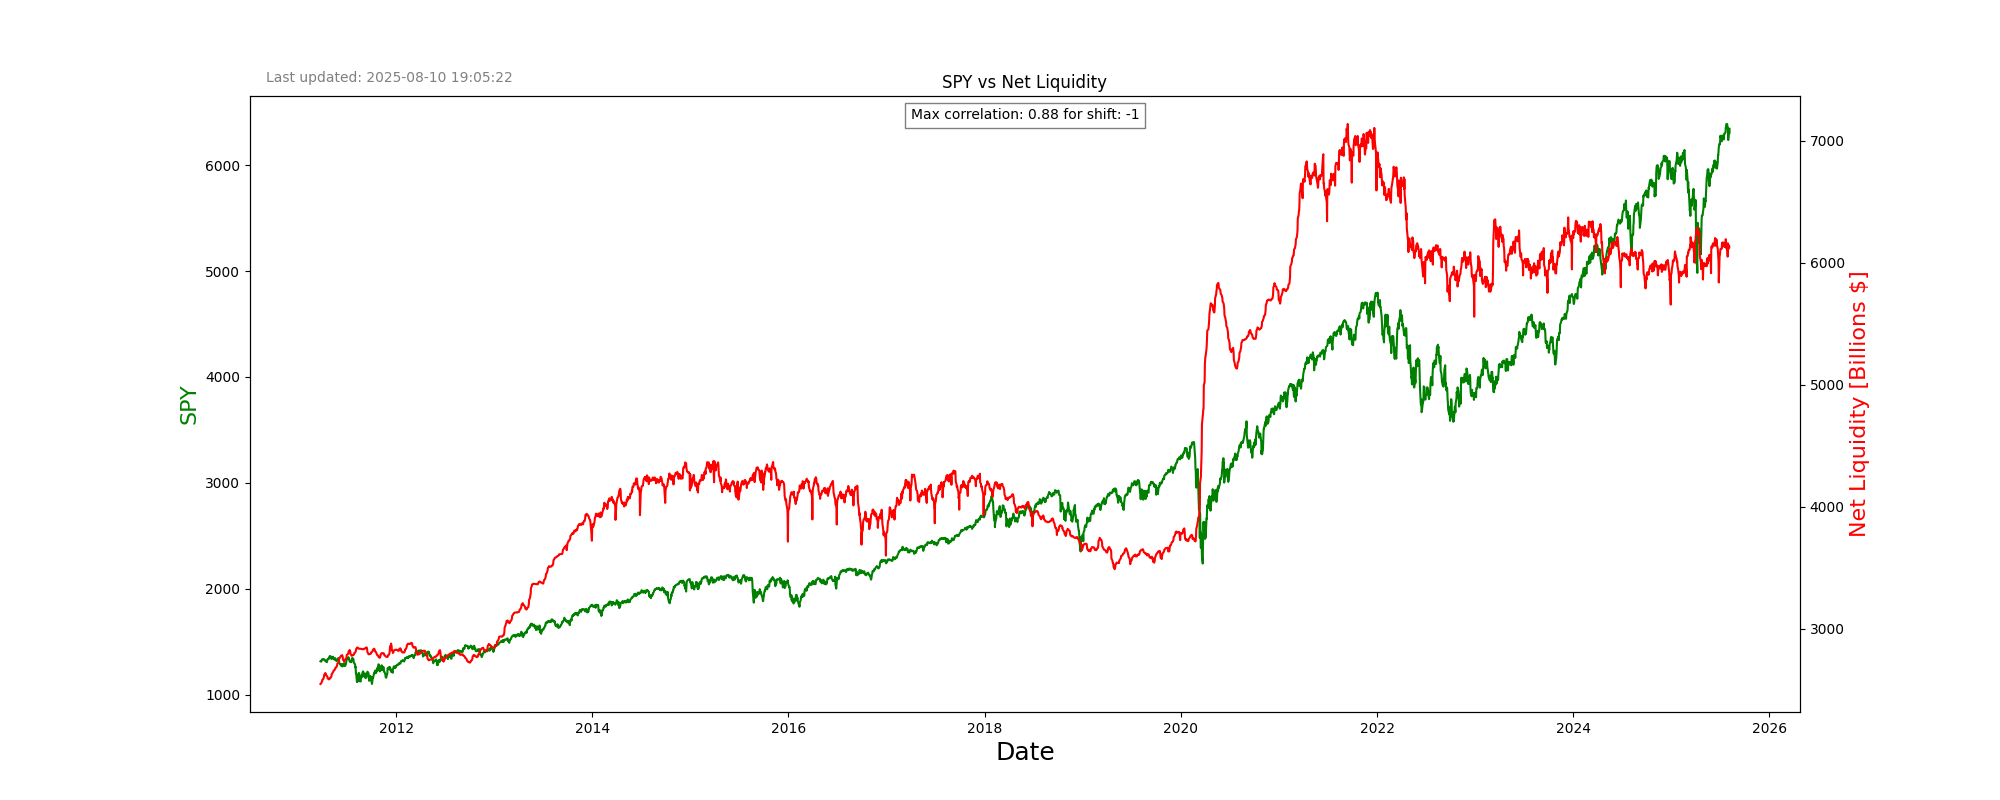 Last updated: 2025-08-10 19:05:22
SPY vs Net Liquidity
Max correlation: 0.88 for shift: -1
6000
5000
4000
3000
2000
1000
SPY
7000
6000
5000
4000
3000
Net Liquidity [Billions $]
2012 2014 2016 2018 2020 2022 2024 2026
Date